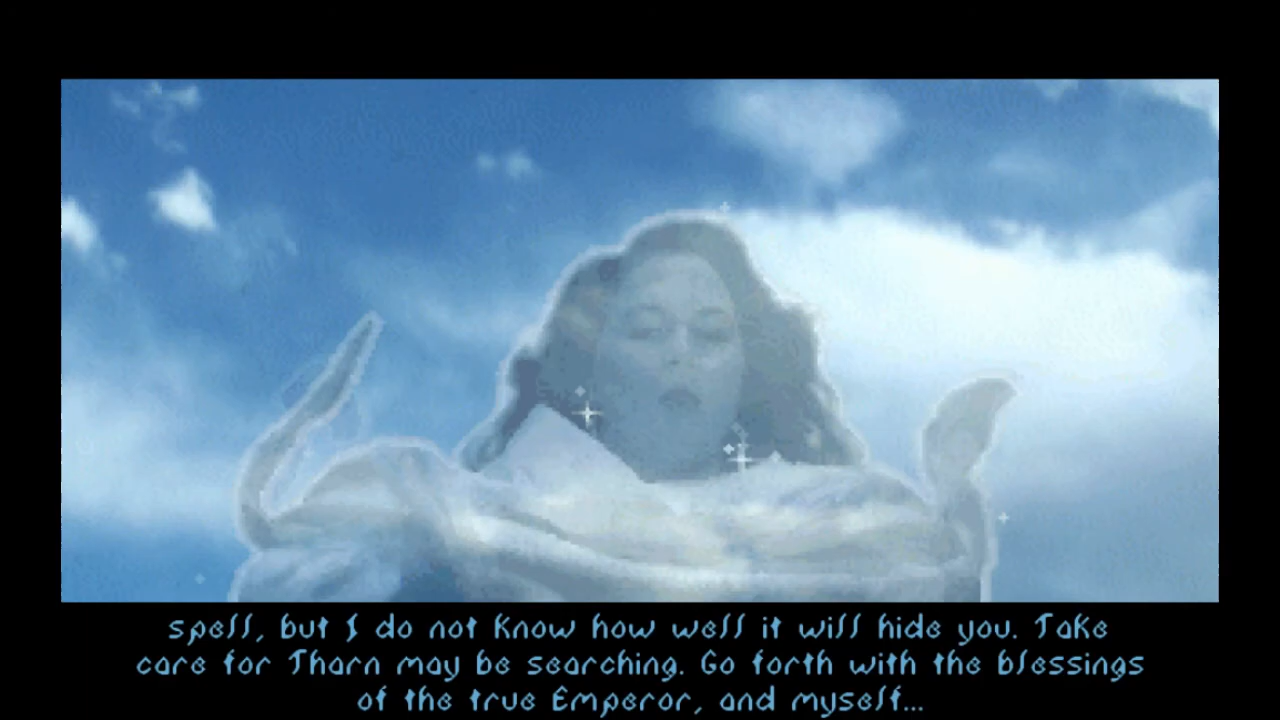 spell, but I do not know how well it will hide you. Take
care for Tharn may be searching. Go forth with the blessings
of the true Emperor, and myself...